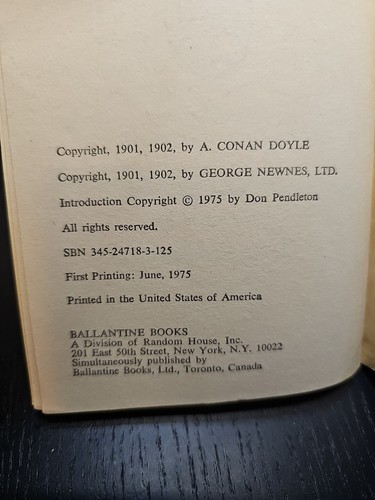 Copyright, 1901, 1902, by A. CONAN DOYLE
Copyright, 1901, 1902, by GEORGE NEWNES, LTD.
Introduction Copyright © 1975 by Don Pendleton
All rights reserved.
SBN 345-24718-3-125
First Printing: June, 1975
Printed in the United States of America
BALLANTINE BOOKS
A Division of Random House, Inc.
201 East 50th Street, New York, N.Y. 10022
Simultaneously published by
Ballantine Books, Ltd., Toronto, Canada